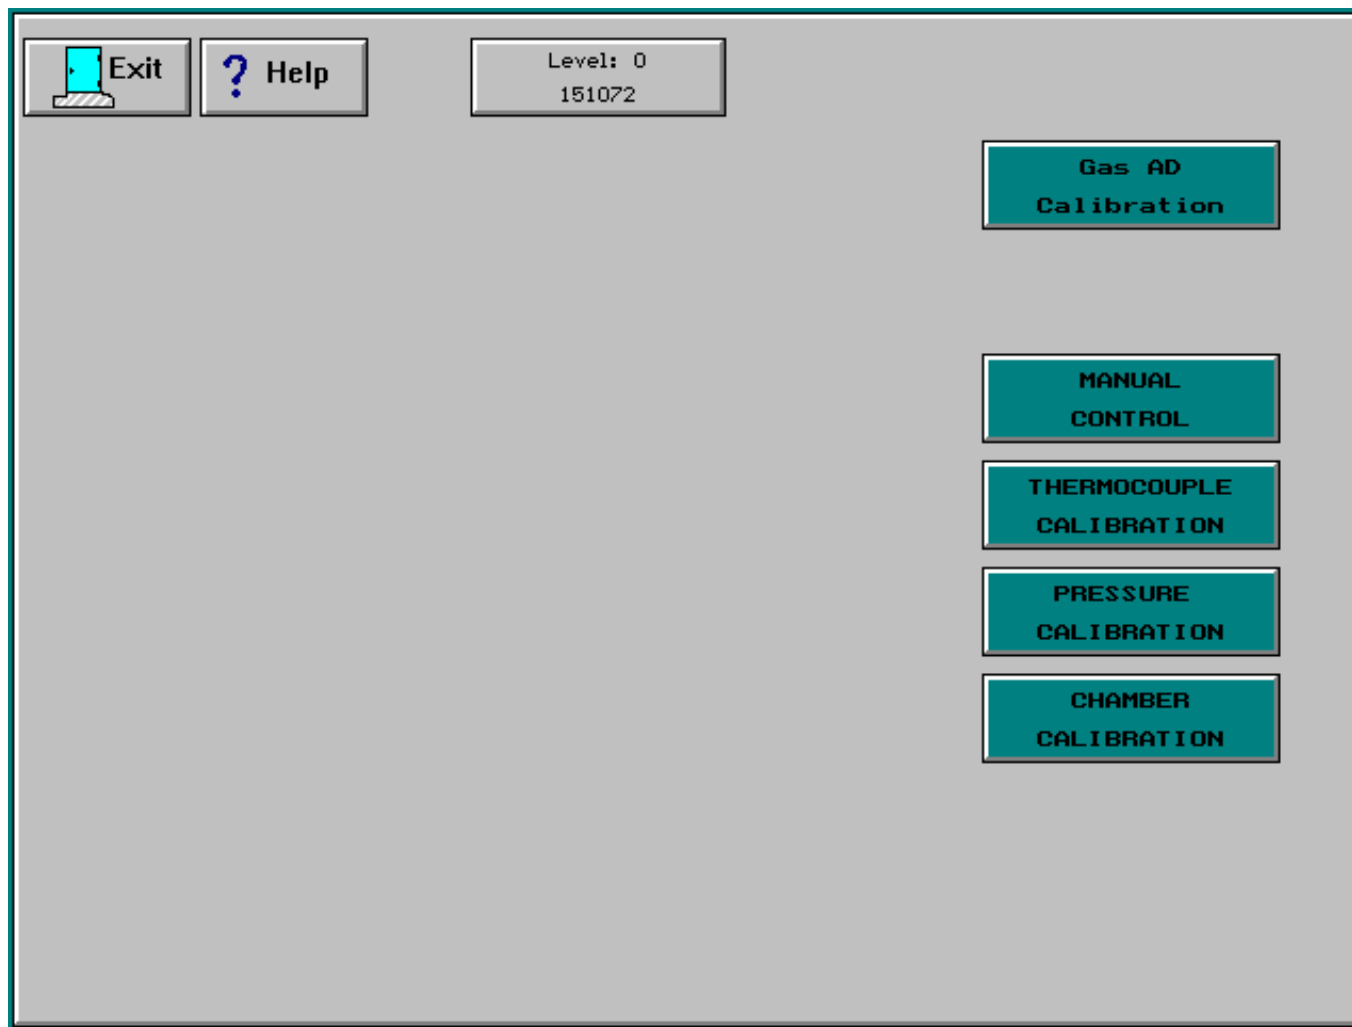 Exit
? Help
Level: 0
151072
Gas AD
Calibration
MANUAL
CONTROL
THERMOCOUPLE
CALIBRATION
PRESSURE
CALIBRATION
CHAMBER
CALIBRATION